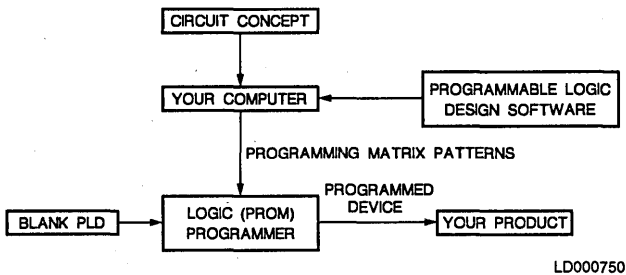 CIRCUIT CONCEPT
YOUR COMPUTER
PROGRAMMABLE LOGIC
DESIGN SOFTWARE
PROGRAMMING MATRIX PATTERNS
BLANK PLD
LOGIC (PROM)
PROGRAMMER
PROGRAMMED
DEVICE
YOUR PRODUCT
LD000750